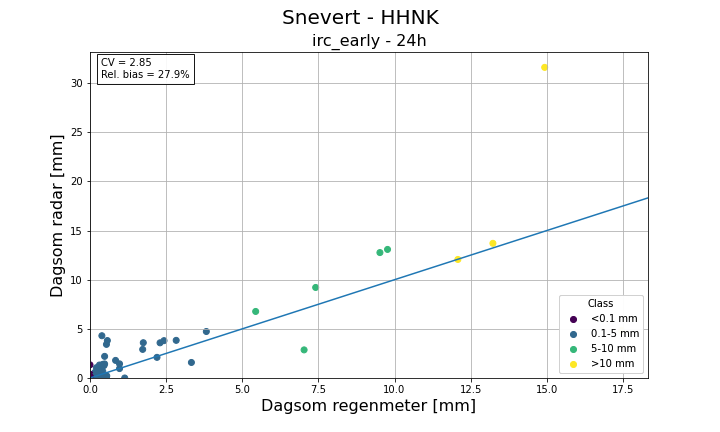 Snevert - HHNK
irc_early - 24h
CV = 2.85
Rel. bias = 27.9%
Dagsom radar [mm]
30
25
20
15
10
5
0
0.0 2.5 5.0 7.5 10.0 12.5 15.0 17.5
Dagsom regenmeter [mm]
Class
<0.1 mm
0.1-5 mm
5-10 mm
>10 mm